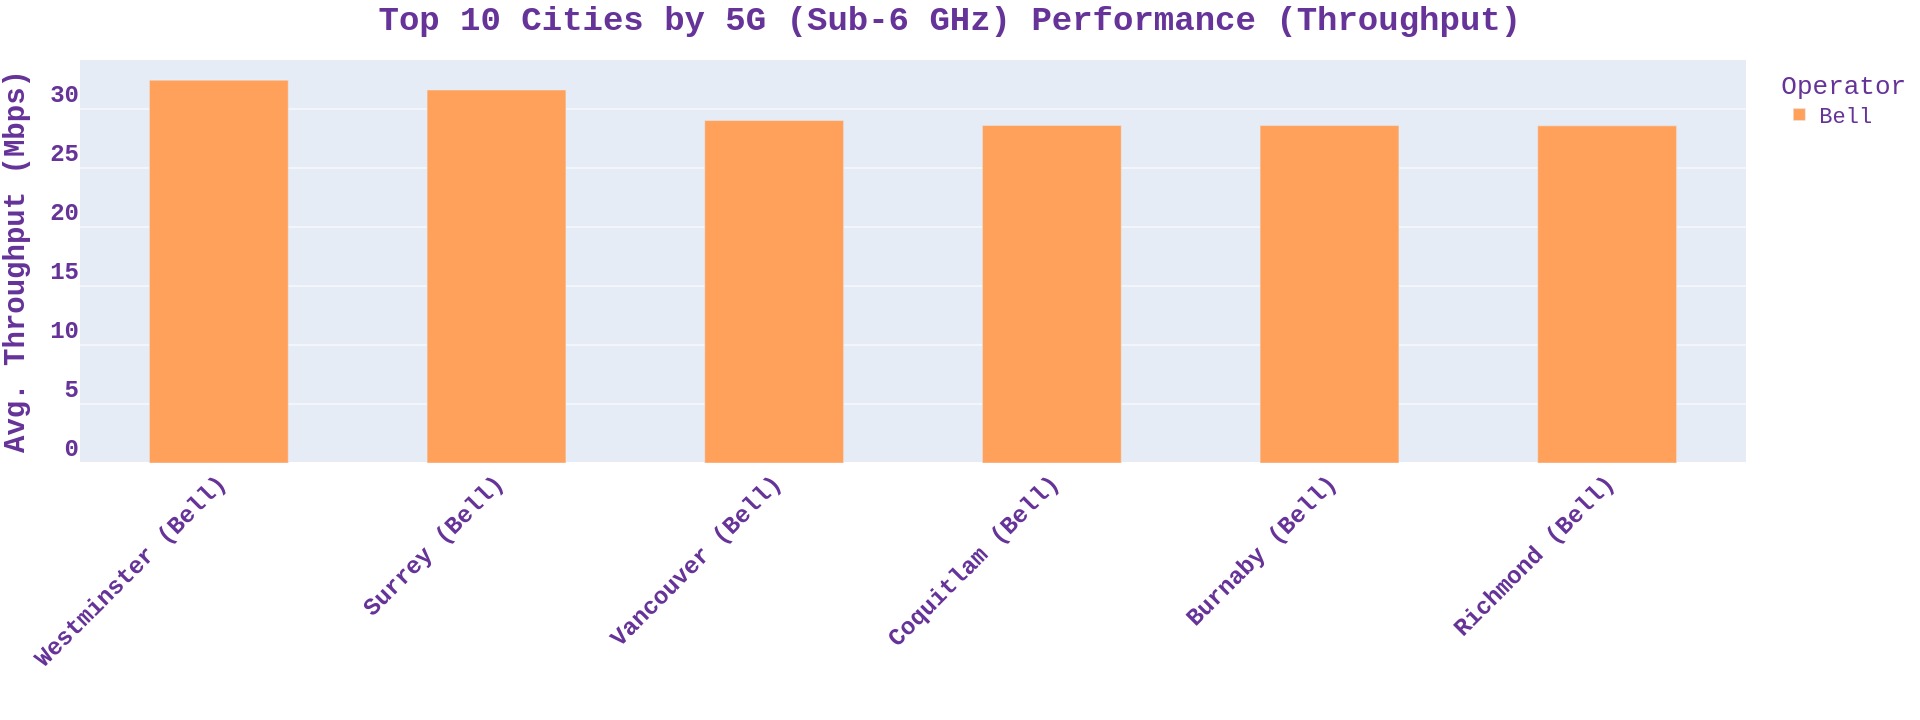 Top 10 Cities by 5G (Sub-6 GHz) Performance (Throughput)
Avg. Throughput (Mbps)
30
25
20
15
10
5
0
Westminster (Bell)
Surrey (Bell)
Vancouver (Bell)
Coquitlam (Bell)
Burnaby (Bell)
Richmond (Bell)
Operator
Bell